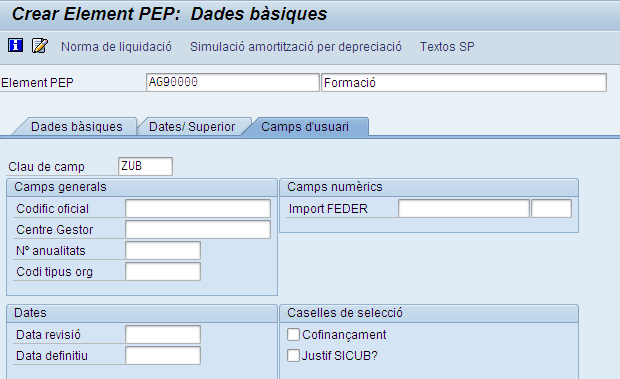 Crear Element PEP: Dades bàsiques
Norma de liquidació Simulació amortització per depreciació Textos SP
Element PEP AG90000 Formació
Dades bàsiques Dates/ Superior Camps d'usuari
Clau de camp ZUB
Camps generals
Codific oficial
Centre Gestor
Nº anualitats
Codi tipus org
Camps numèrics
Import FEDER
Dates
Data revisió
Data definitiu
Caselles de selecció
Cofinançament
Justif SICUB?